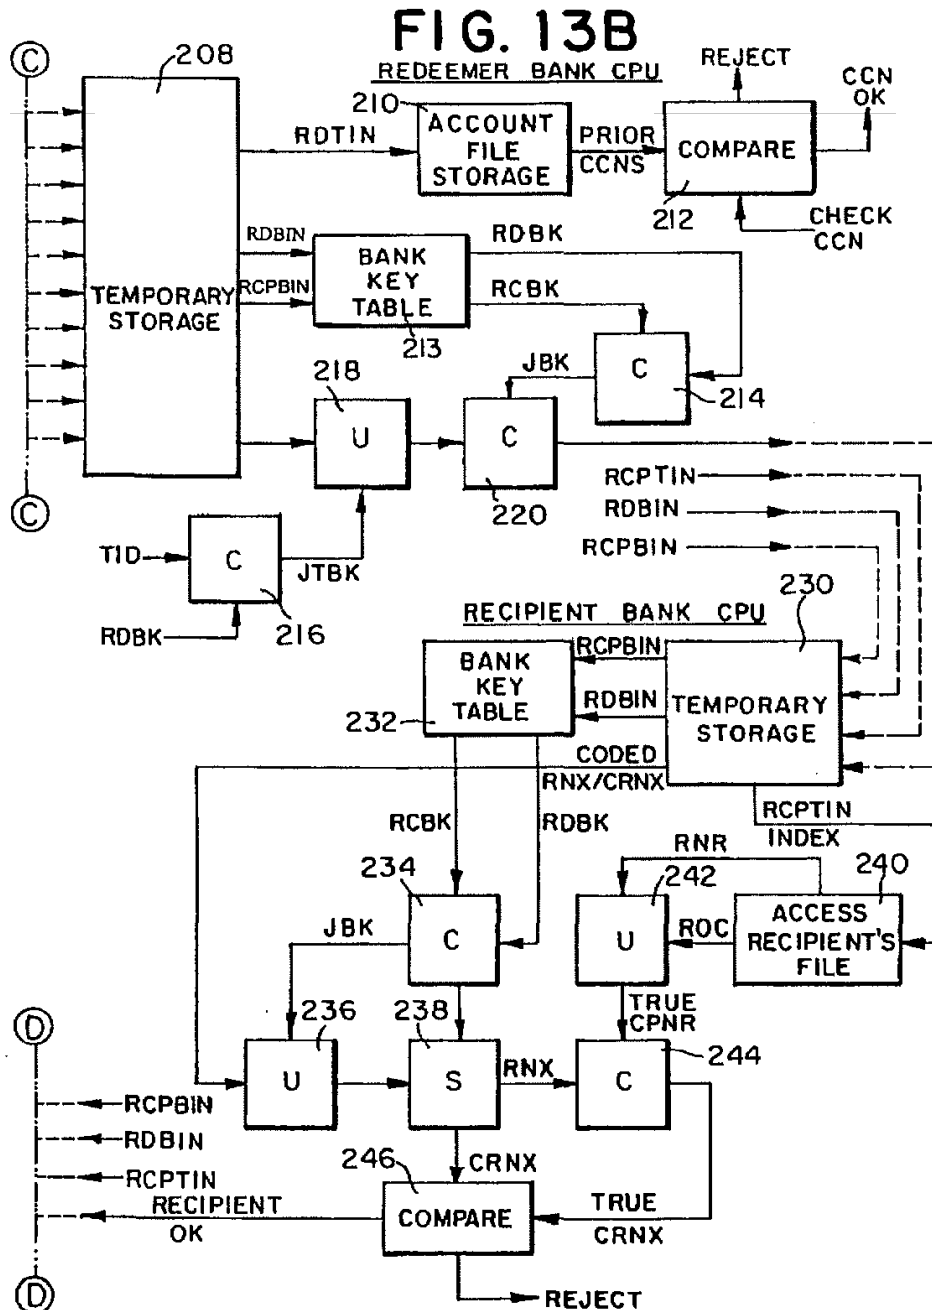 FIG. 13B
REDEEMER BANK CPU
C
208
TEMPORARY
STORAGE
RDTIN
210
ACCOUNT
FILE
STORAGE
PRIOR
CCNS
REJECT
COMPARE
212
CCN
OK
CHECK
CCN
RDBIN
RCPBIN
BANK
KEY
TABLE
213
RDBK
RCBK
C
214
JBK
218
U
C
220
C
TID
C
JTBK
216
RDBK
RCPTIN
RDBIN
RCPBIN
RECIPIENT BANK CPU
230
TEMPORARY
STORAGE
RCPBIN
RDBIN
BANK
KEY
TABLE
232
CODED
RNX/CRNX
RCPTIN
INDEX
RCBK
RDBK
RNR
234
C
JBK
242
U
ROC
240
ACCESS
RECIPIENT'S
FILE
TRUE
CPNR
D
236
U
238
S
RNX
C
244
RCPBIN
RDBIN
RCPTIN
RECIPIENT
OK
246
CRNX
COMPARE
TRUE
CRNX
D
REJECT